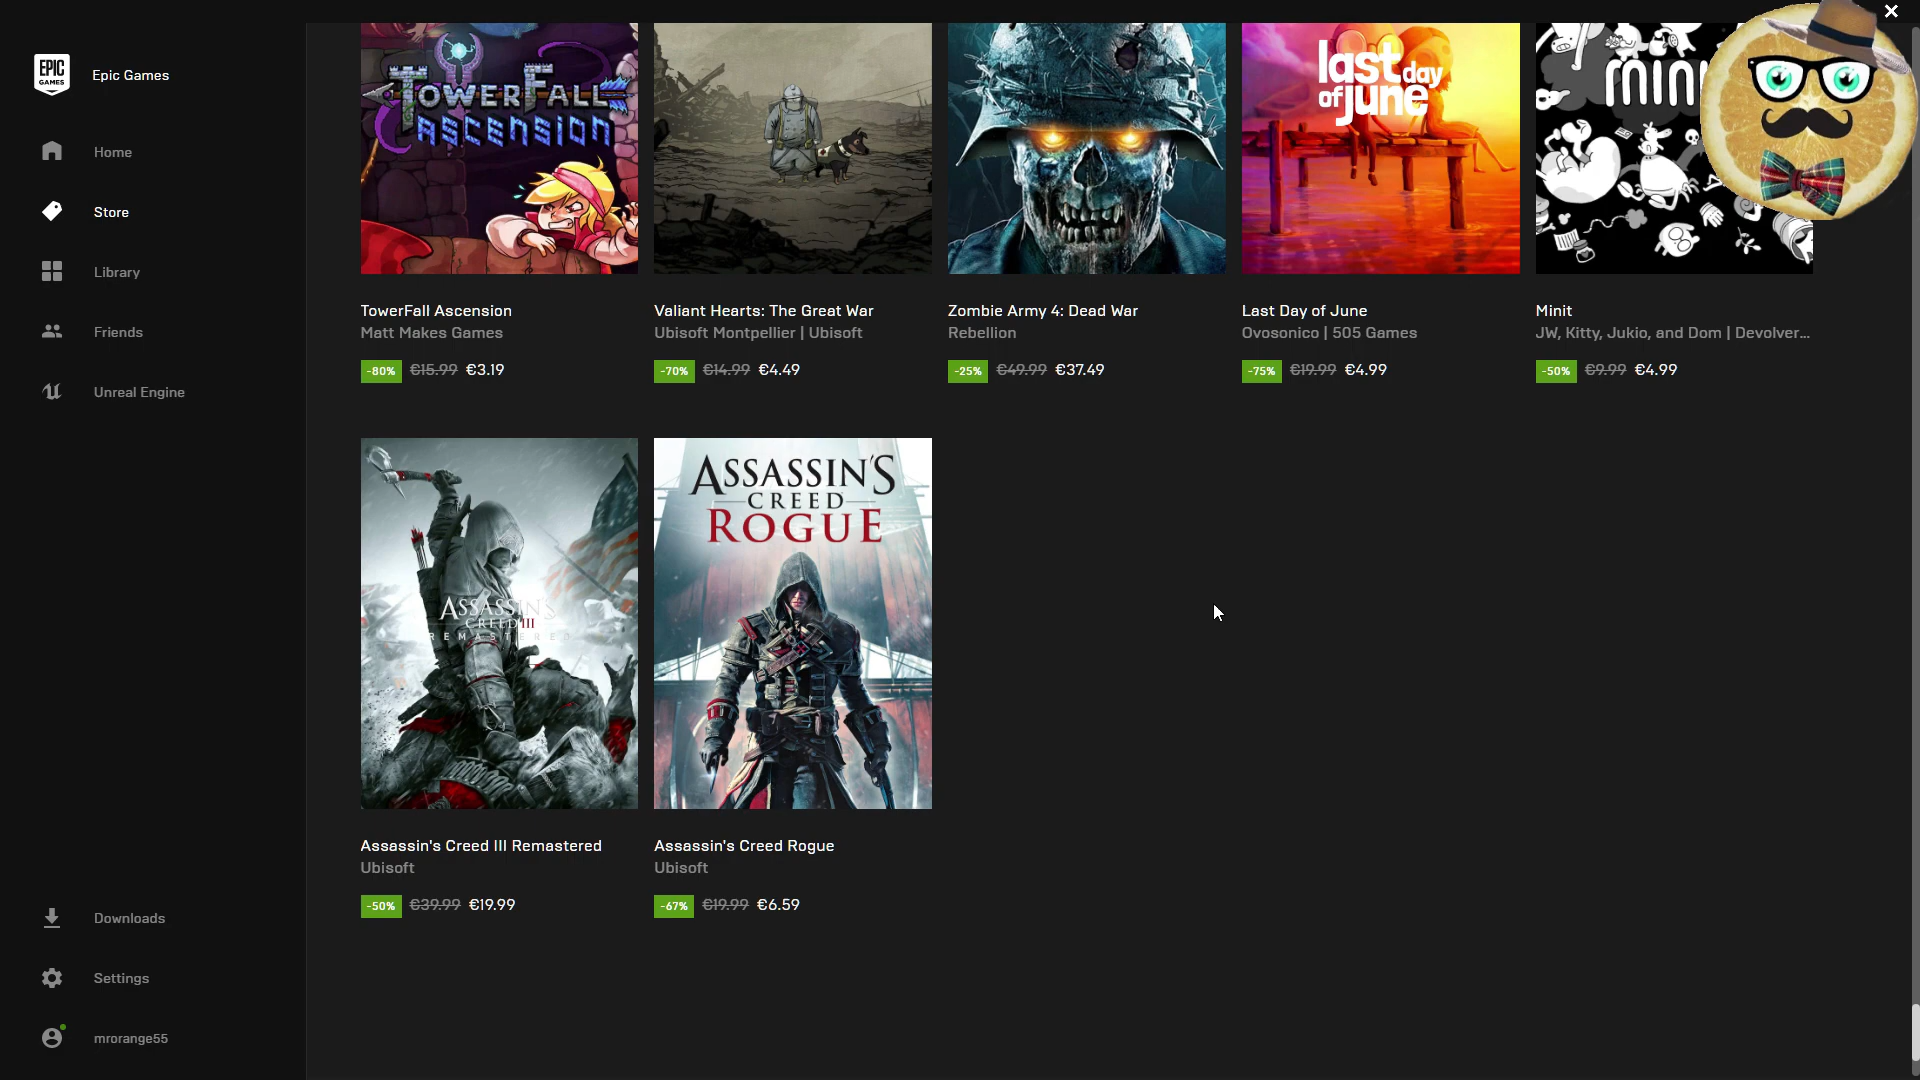 EPIC
GAMES
Epic Games
Home
Store
Library
Friends
Unreal Engine
Downloads
Settings
mrorange55
TOWERFALL
ASCENSION
last day
of june
mini
TowerFall Ascension
Matt Makes Games
-80% €15.99 €3.19
Valiant Hearts: The Great War
Ubisoft Montpellier | Ubisoft
-70% €14.99 €4.49
Zombie Army 4: Dead War
Rebellion
-25% €49.99 €37.49
Last Day of June
Ovosonico | 505 Games
-75% €19.99 €4.99
Minit
JW, Kitty, Jukio, and Dom | Devolver...
-50% €9.99 €4.99
ASSASSIN'S
CREED III
REMASTERED
ASSASSIN'S
CREED
ROGUE
Assassin's Creed III Remastered
Ubisoft
-50% €39.99 €19.99
Assassin's Creed Rogue
Ubisoft
-67% €19.99 €6.59